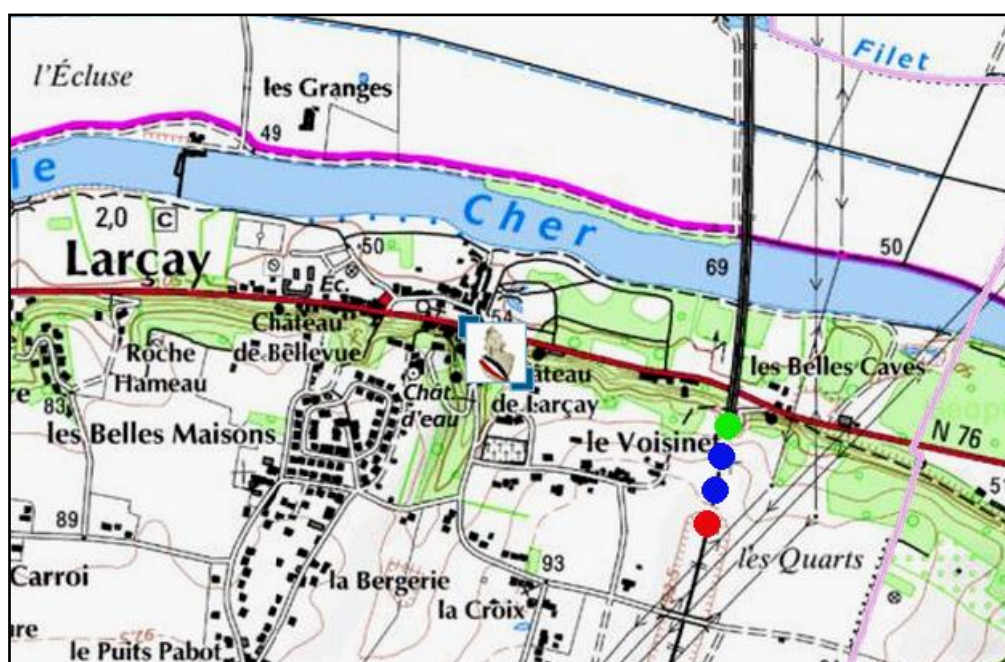 l'Écluse
les Granges
Filet
49
le
Cher
2,0
C
50
50
69
Larçay
Éc.
54
Château
de Bellevue
Roche
Hameau
Chât.
d'eau
de Larçay
les Belles Caves
83
les Belles Maisons
le Voisinet
N 76
51
89
93
les Quarts
Carroi
la Bergerie
la Croix
le Puits Pabot